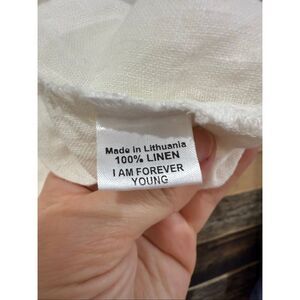 Made in Lithuania
100% LINEN
I AM FOREVER
YOUNG